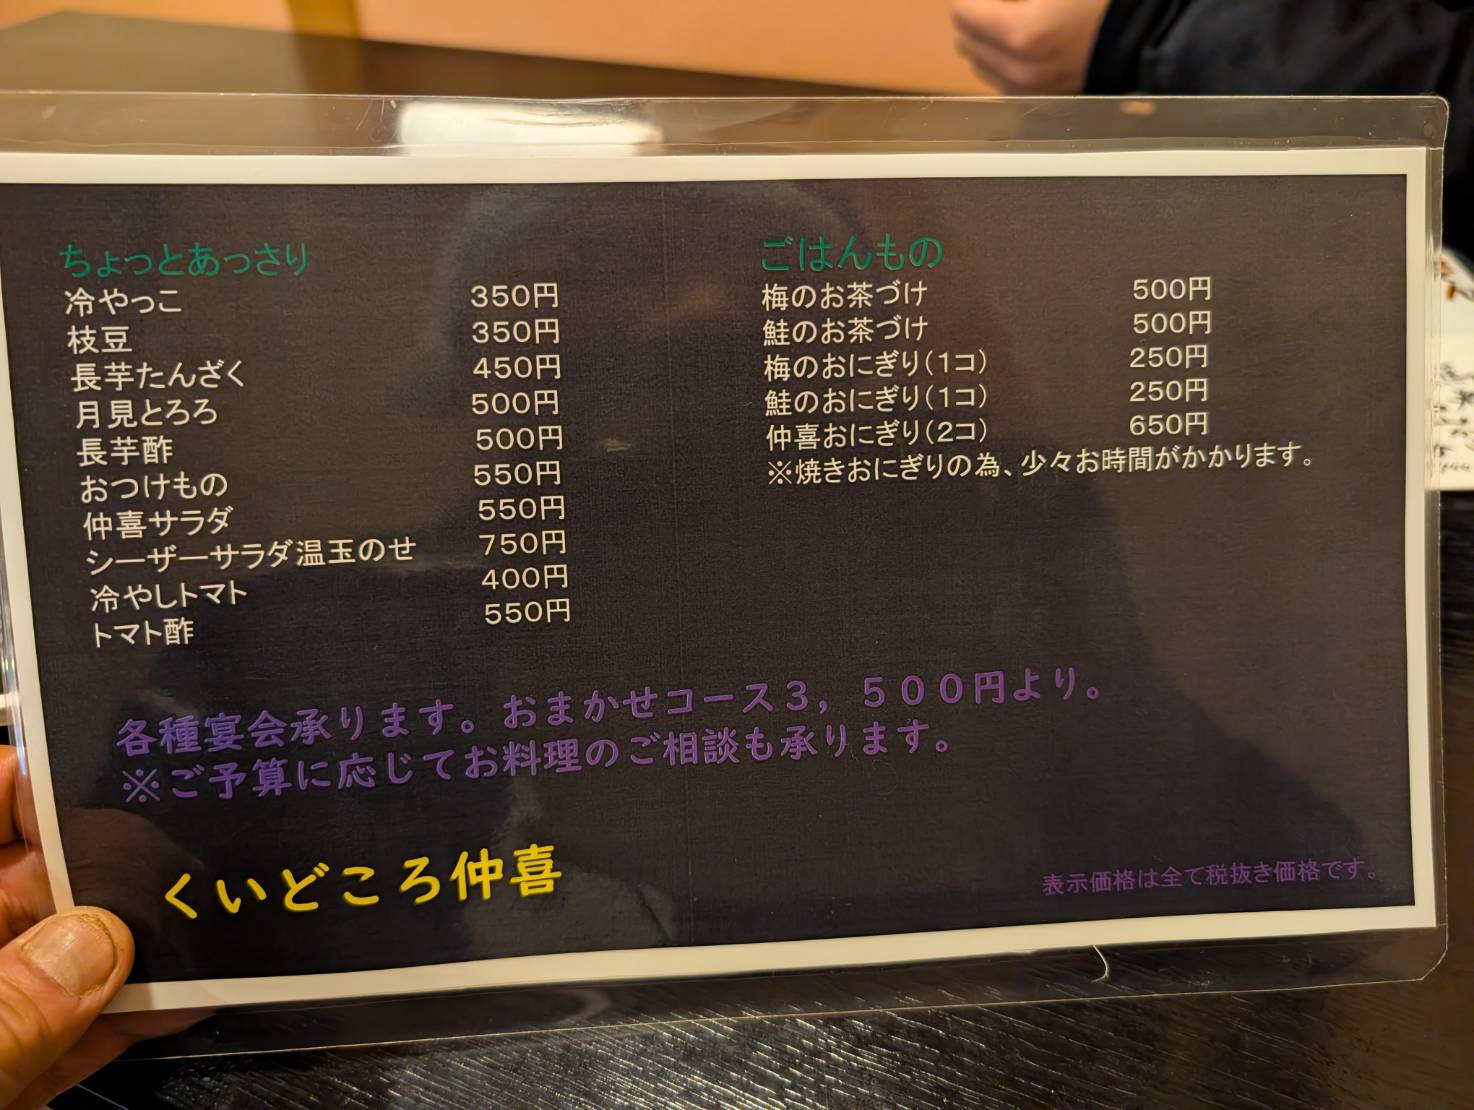 ちょっとあっさり
冷やっこ 350円
枝豆 350円
長芋たんざく 450円
月見とろろ 500円
長芋酢 500円
おつけもの 550円
仲喜サラダ 550円
シーザーサラダ温玉のせ 750円
冷やしトマト 400円
トマト酢 550円
ごはんもの
梅のお茶づけ 500円
鮭のお茶づけ 500円
梅のおにぎり(1コ) 250円
鮭のおにぎり(1コ) 250円
仲喜おにぎり(2コ) 650円
※焼きおにぎりの為、少々お時間がかかります。
各種宴会承ります。おまかせコース3,500円より。
※ご予算に応じてお料理のご相談も承ります。
くいどころ仲喜
表示価格は全て税抜き価格です。